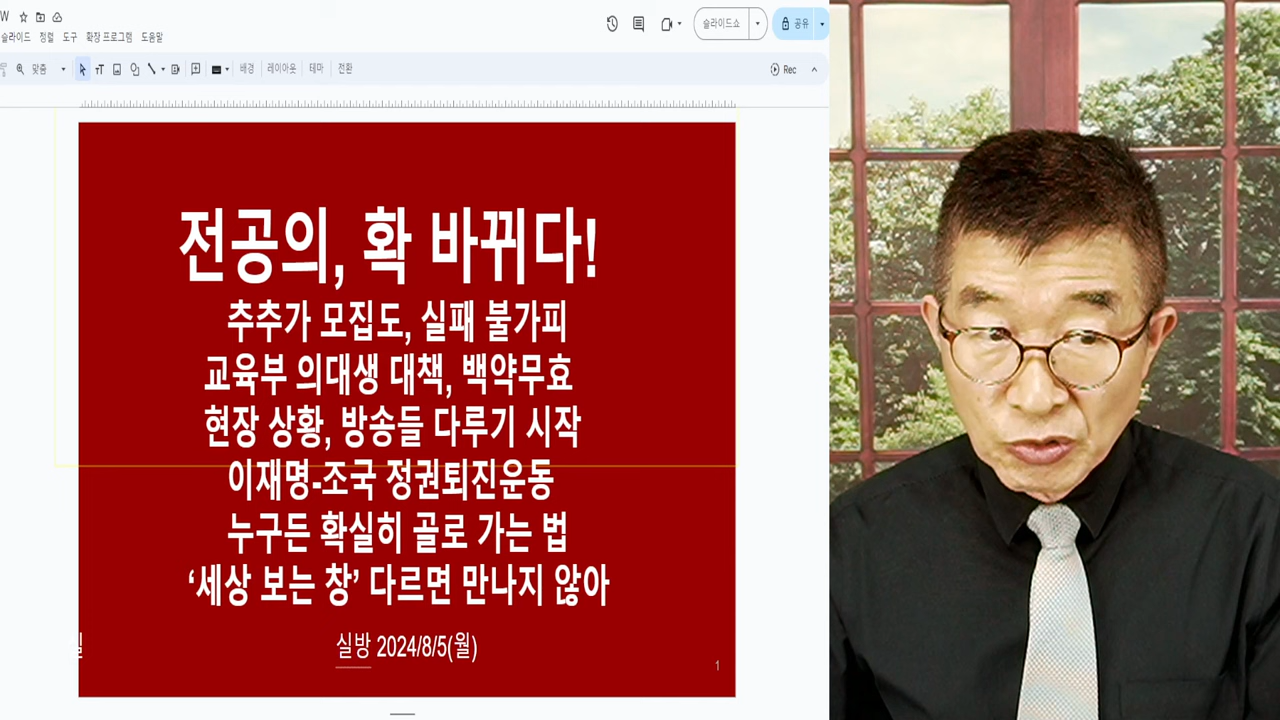 W
슬라이드쇼
공유
슬라이드 정렬 도구 확장 프로그램 도움말
맞춤 배경 레이아웃 테마 전환 Rec
전공의, 확 바뀌다!
추추가 모집도, 실패 불가피
교육부 의대생 대책, 백약무효
현장 상황, 방송들 다루기 시작
이재명-조국 정권퇴진운동
누구든 확실히 골로 가는 법
‘세상 보는 창’ 다르면 만나지 않아
실방 2024/8/5(월)
1